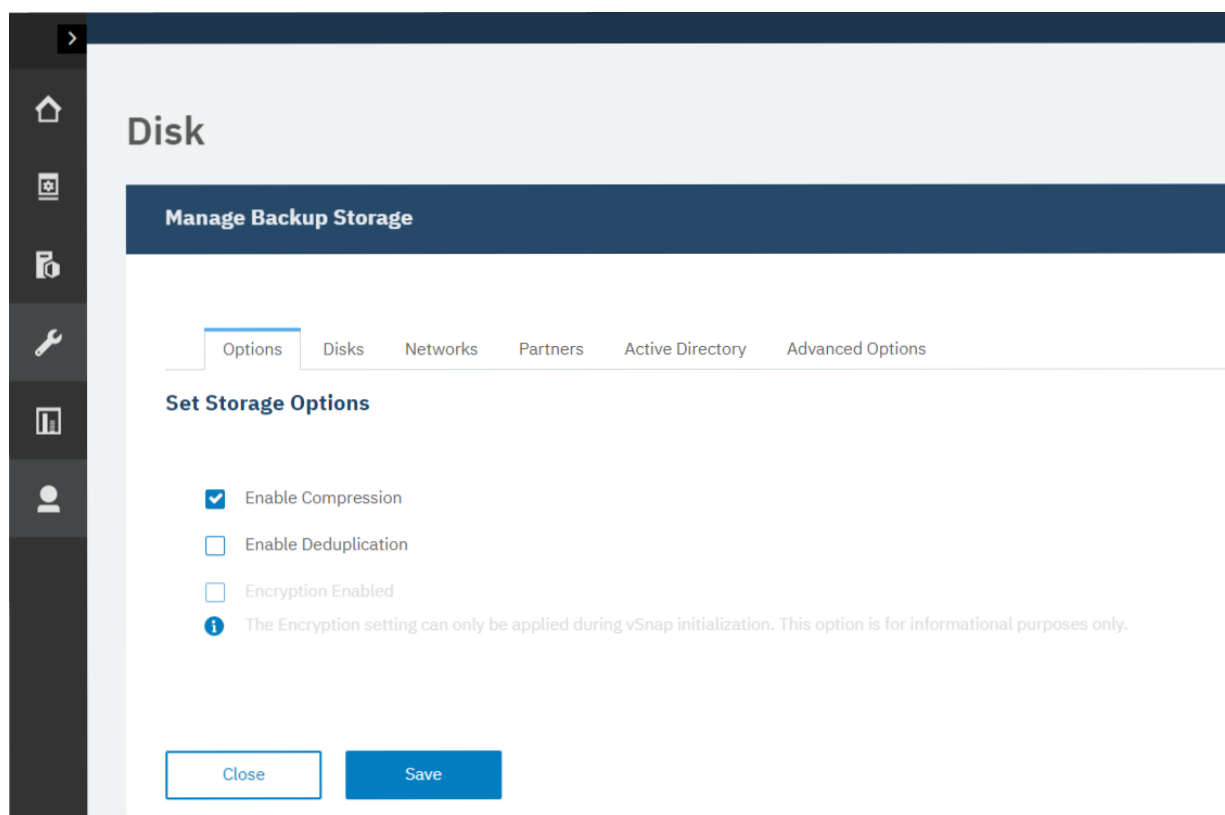 Disk
Manage Backup Storage
Options Disks Networks Partners Active Directory Advanced Options
Set Storage Options
Enable Compression
Enable Deduplication
Encryption Enabled
The Encryption setting can only be applied during vSnap initialization. This option is for informational purposes only.
Close Save